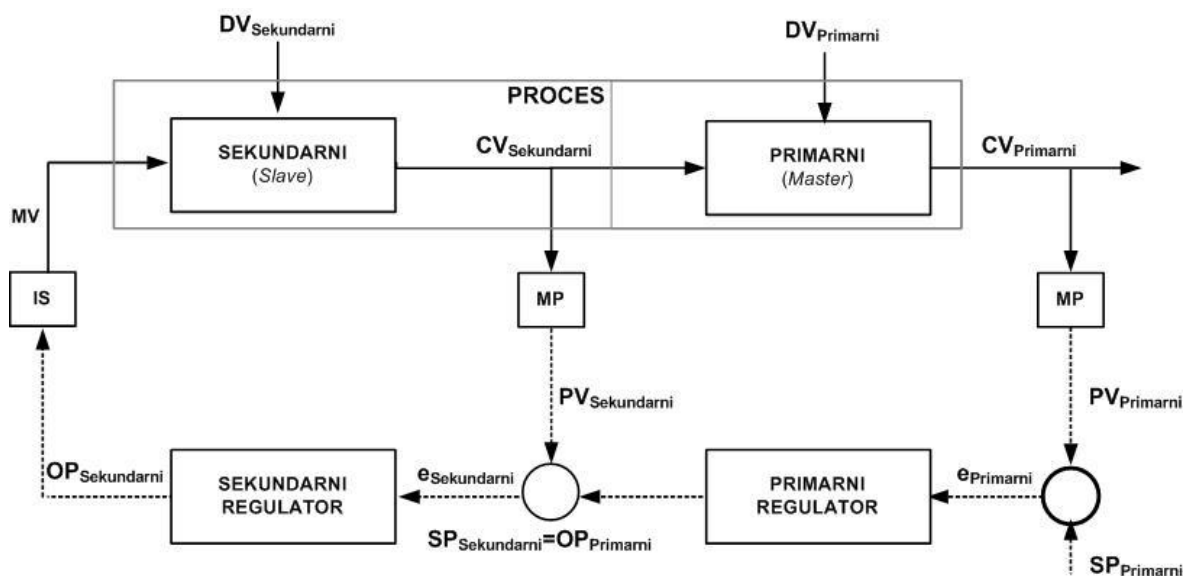 DVSekundarni
DVPrimarni
PROCES
SEKUNDARNI
(Slave)
CVSekundarni
PRIMARNI
(Master)
CVPrimarni
MV
IS
MP
MP
PVSekundarni
PVPrimarni
OPSekundarni
SEKUNDARNI
REGULATOR
eSekundarni
PRIMARNI
REGULATOR
ePrimarni
SPSekundarni=OPPrimarni
SPPrimarni